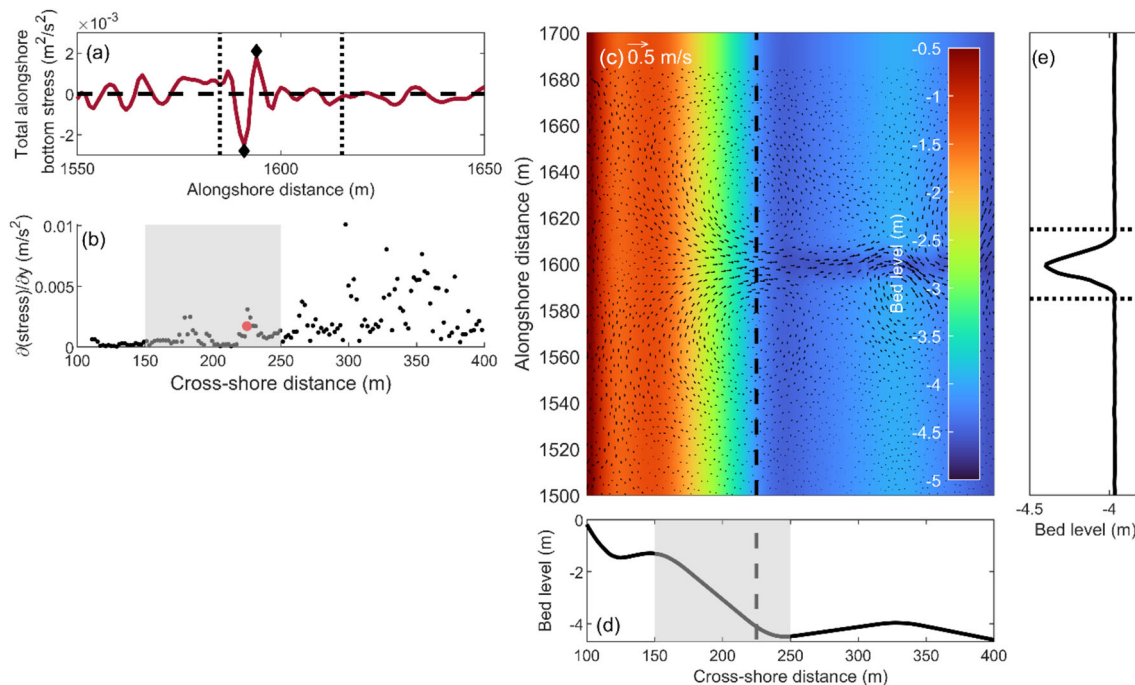 ×10⁻³
(a)
2
0
-2
Total alongshore
bottom stress (m²/s²)
1550 1600 1650
Alongshore distance (m)
(b)
0.01
0.005
0
∂(stress)/∂y (m/s²)
100 150 200 250 300 350 400
Cross-shore distance (m)
(c) 0.5 m/s
1700
1680
1660
1640
1620
1600
1580
1560
1540
1520
1500
Alongshore distance (m)
Bed level (m)
-0.5
-1
-1.5
-2
-2.5
-3
-3.5
-4
-4.5
-5
(e)
-4.5 -4
Bed level (m)
0
-2
-4
Bed level (m)
(d)
100 150 200 250 300 350 400
Cross-shore distance (m)